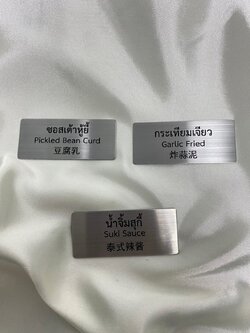 ซอสเต้าหู้ยี้
Pickled Bean Curd
豆腐乳
กระเทียมเจียว
Garlic Fried
炸蒜泥
น้ำจิ้มสุกี้
Suki Sauce
泰式辣酱